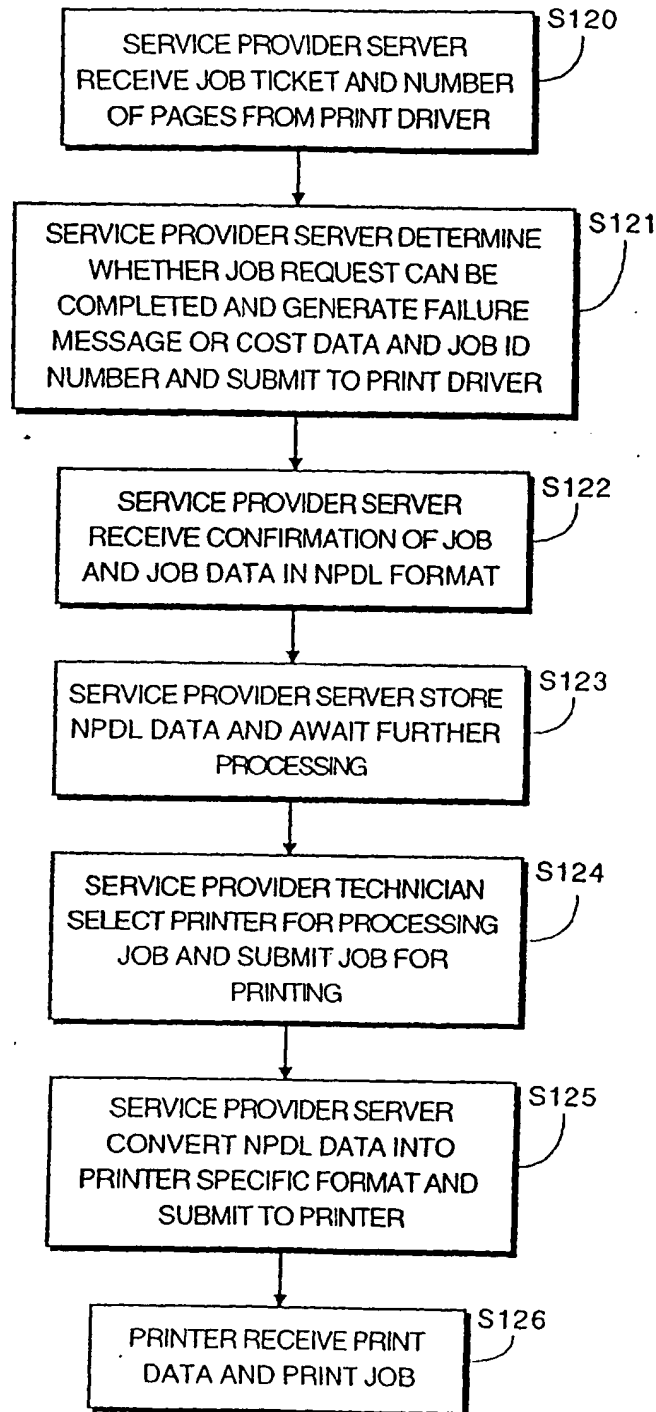 S120
SERVICE PROVIDER SERVER
RECEIVE JOB TICKET AND NUMBER
OF PAGES FROM PRINT DRIVER
S121
SERVICE PROVIDER SERVER DETERMINE
WHETHER JOB REQUEST CAN BE
COMPLETED AND GENERATE FAILURE
MESSAGE OR COST DATA AND JOB ID
NUMBER AND SUBMIT TO PRINT DRIVER
S122
SERVICE PROVIDER SERVER
RECEIVE CONFIRMATION OF JOB
AND JOB DATA IN NPDL FORMAT
S123
SERVICE PROVIDER SERVER STORE
NPDL DATA AND AWAIT FURTHER
PROCESSING
S124
SERVICE PROVIDER TECHNICIAN
SELECT PRINTER FOR PROCESSING
JOB AND SUBMIT JOB FOR
PRINTING
S125
SERVICE PROVIDER SERVER
CONVERT NPDL DATA INTO
PRINTER SPECIFIC FORMAT AND
SUBMIT TO PRINTER
S126
PRINTER RECEIVE PRINT
DATA AND PRINT JOB